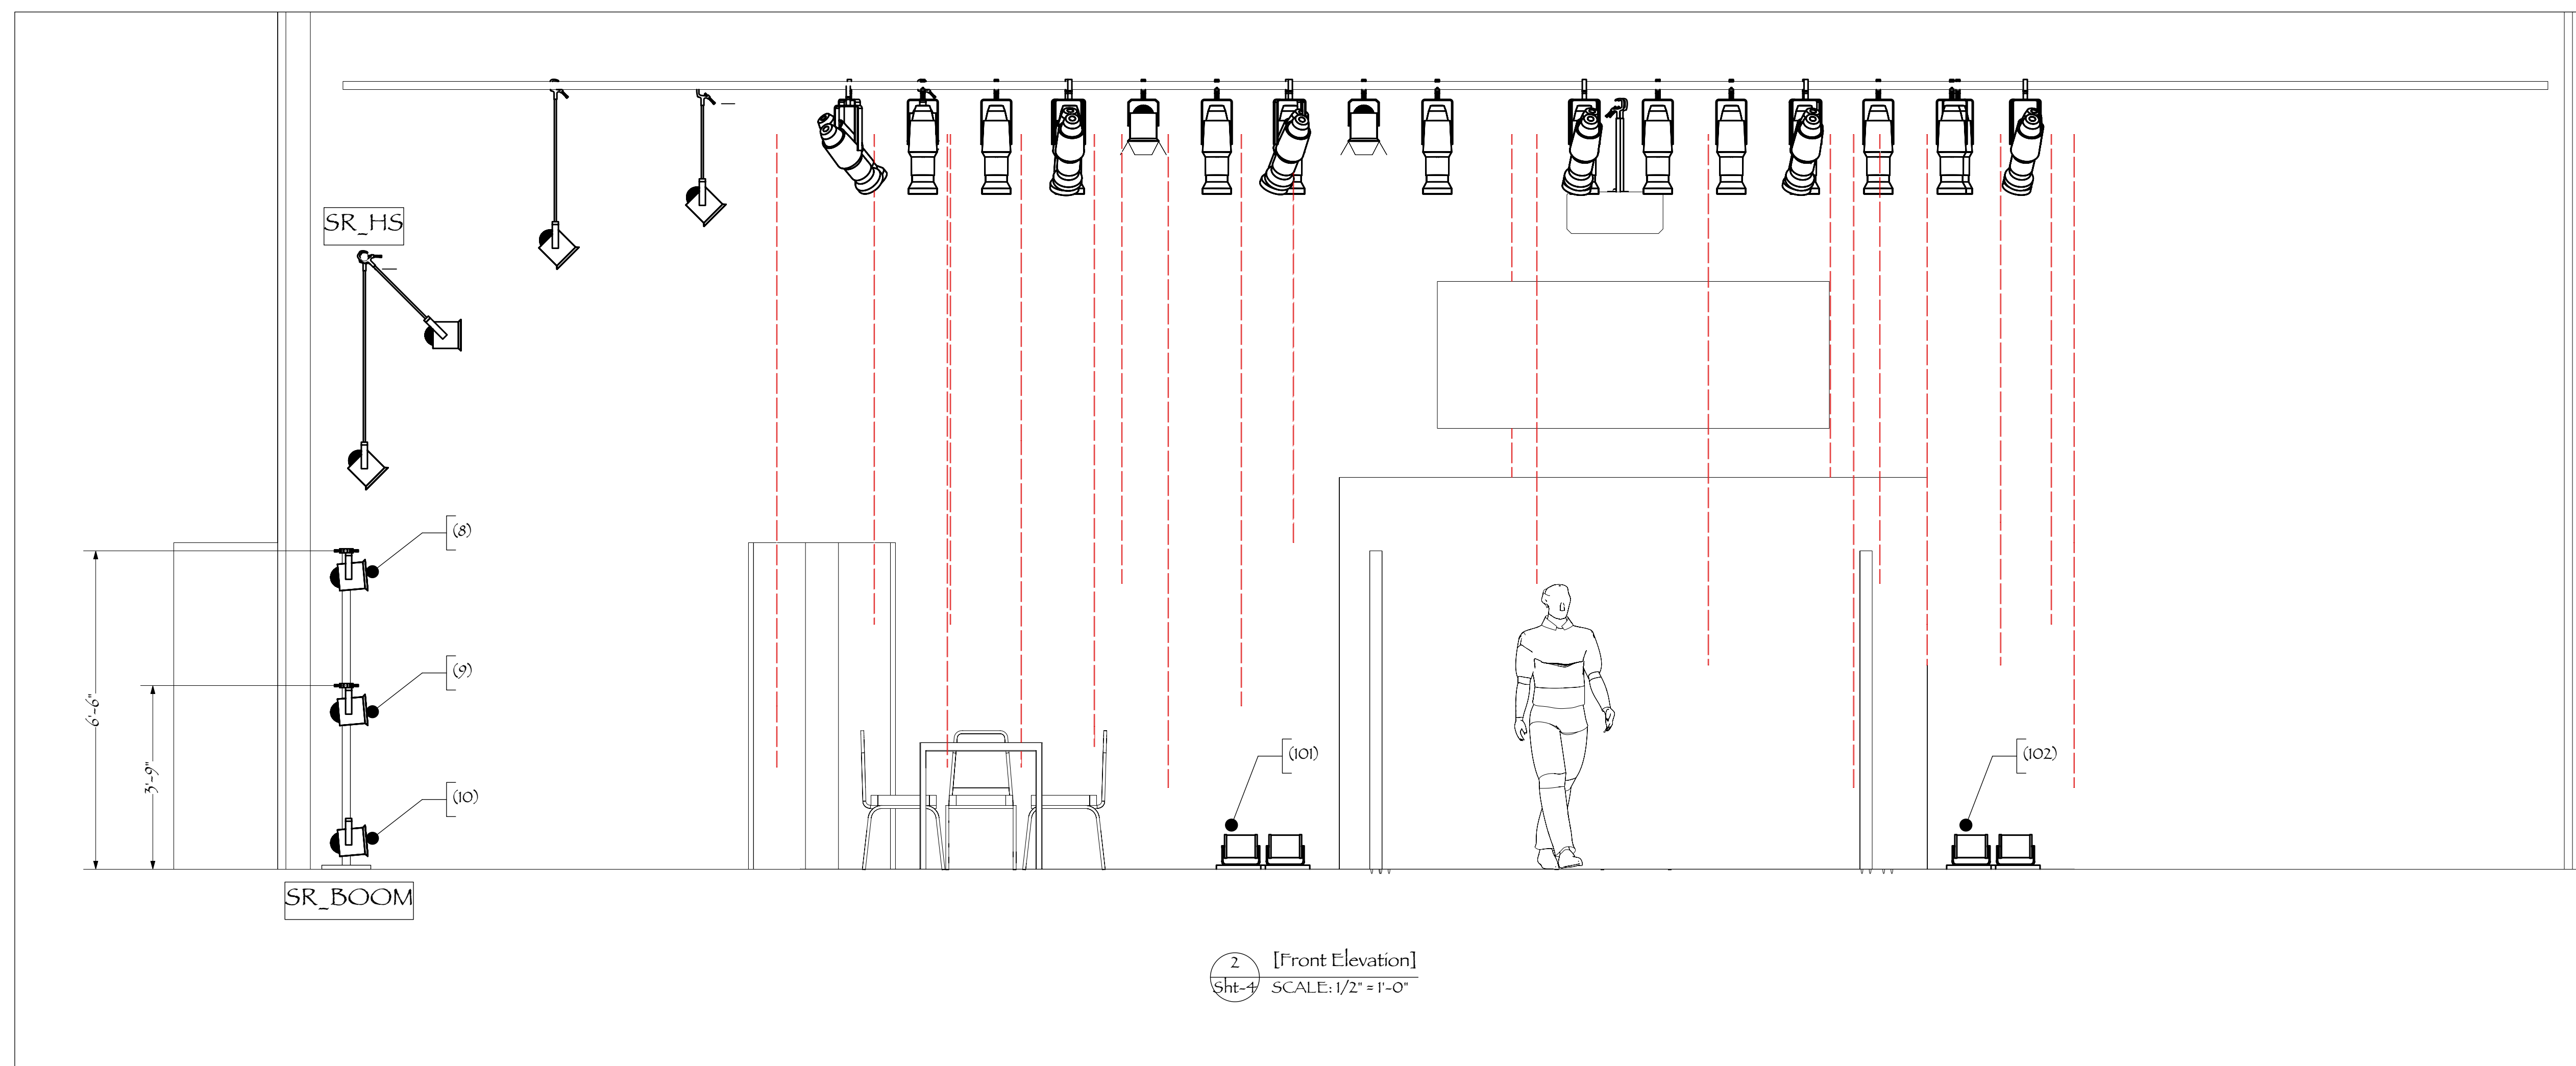 SR_HS
(8)
(9)
6'-6"
3'-9"
(101)
(102)
(10)
SR_BOOM
2
[Front Elevation]
Sht-4
SCALE: 1/2" = 1'-0"